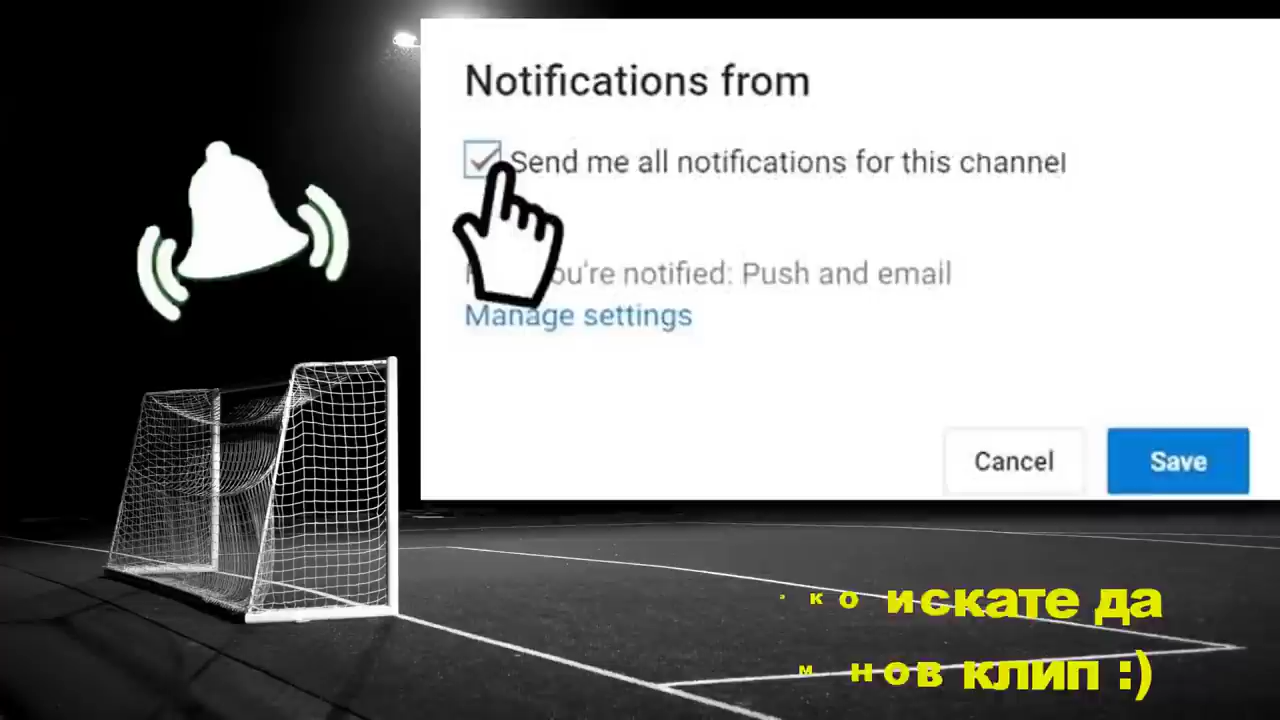 Notifications from
Send me all notifications for this channel
you're notified: Push and email
Manage settings
Cancel
Save
искате да
нов клип :)